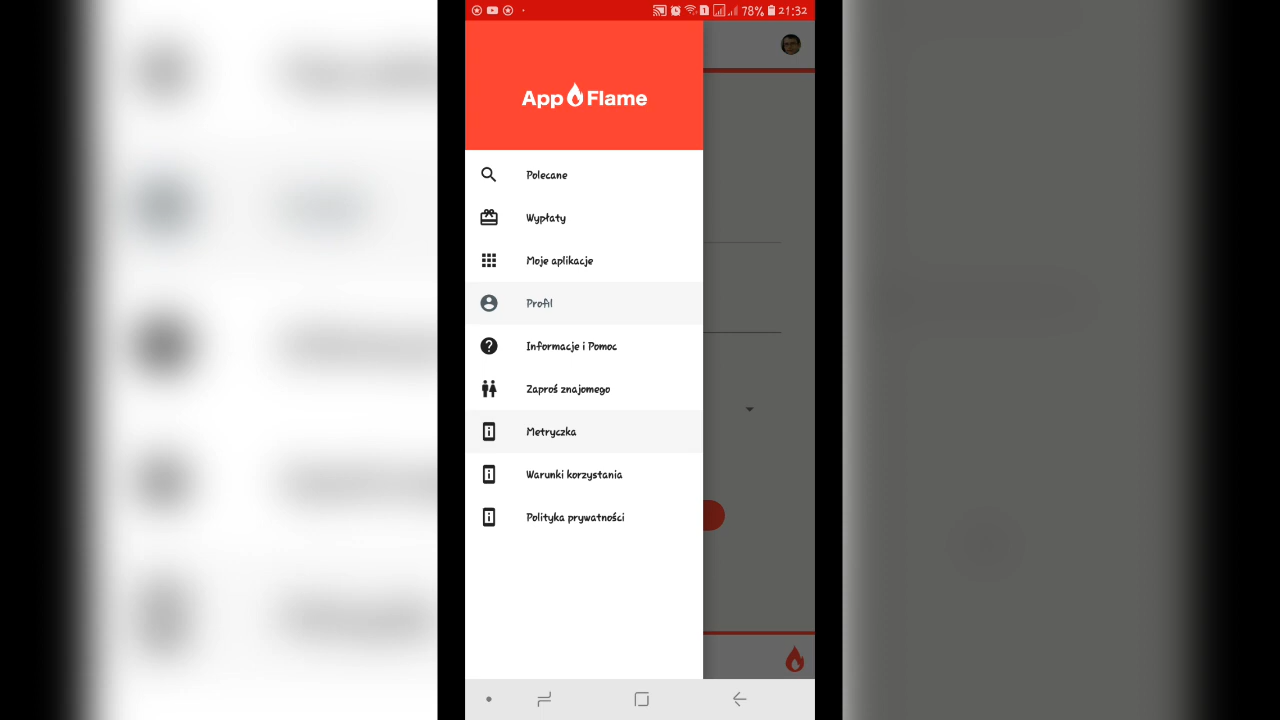 78% 21:32
App Flame
Polecane
Wypłaty
Moje aplikacje
Profil
Informacje i Pomoc
Zaproś znajomego
Metryczka
Warunki korzystania
Polityka prywatności